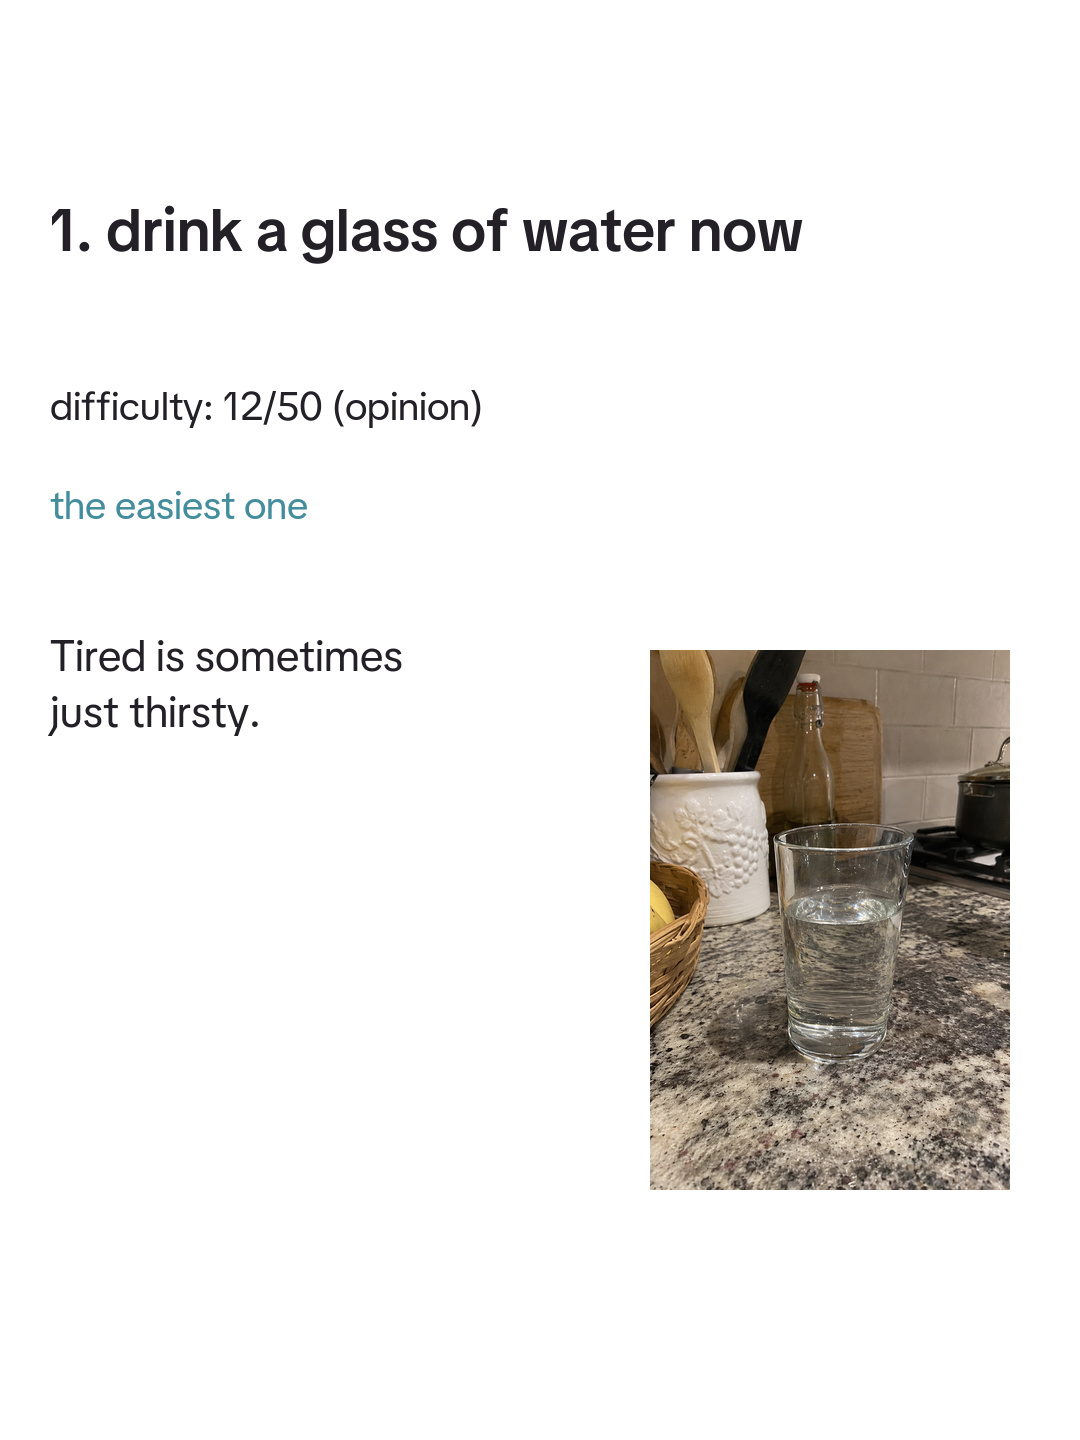 1. drink a glass of water now
difficulty: 12/50 (opinion)
the easiest one
Tired is sometimes
just thirsty.